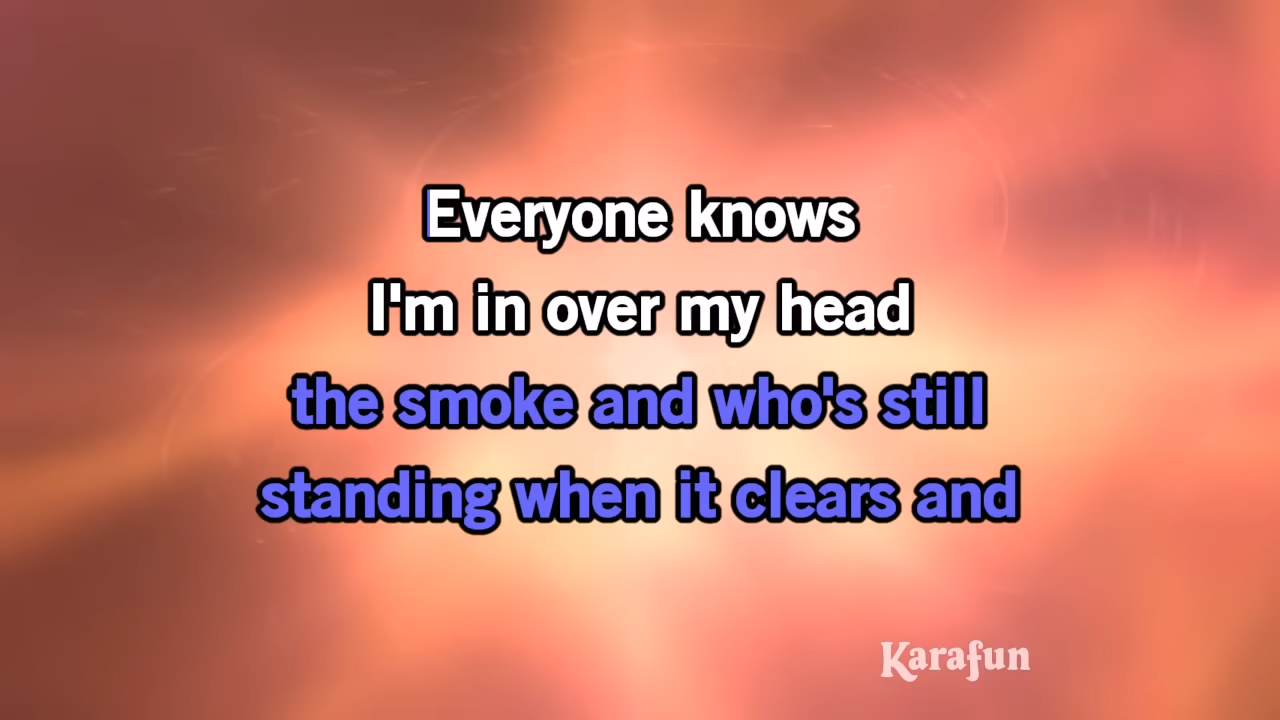 Everyone knows
I'm in over my head
the smoke and who's still
standing when it clears and
Karafun